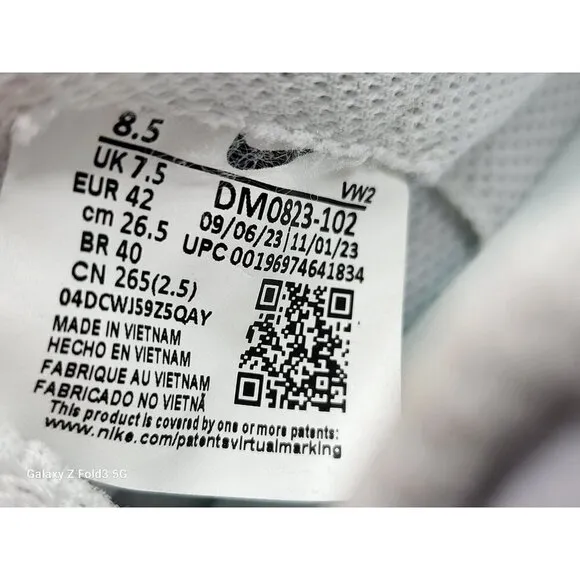 8.5
UK 7.5
EUR 42
cm 26.5
BR 40
CN 265(2.5)
04DCWJ59Z5QAY
MADE IN VIETNAM
HECHO EN VIETNAM
FABRIQUE AU VIETNAM
FABRICADO NO VIETNÃ
This product is covered by one or more patents:
www.nike.com/patentsvirtualmarking
VW2
DM0823-102
09/06/23|11/01/23
UPC 00196974641834
Galaxy Z Fold3 5G